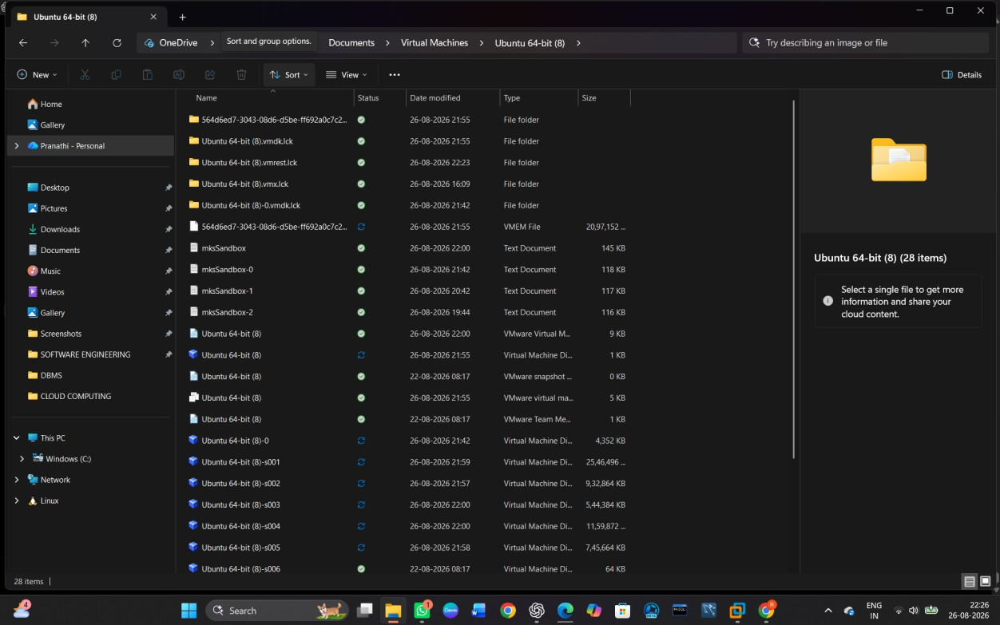 Ubuntu 64-bit (8)
OneDrive > Sort and group options. Documents > Virtual Machines > Ubuntu 64-bit (8) >
Try describing an image or file
New
Sort
View
Details
Home
Gallery
Pranathi - Personal
Desktop
Pictures
Downloads
Documents
Music
Videos
Gallery
Screenshots
SOFTWARE ENGINEERING
DBMS
CLOUD COMPUTING
This PC
Windows (C:)
Network
Linux
Name Status Date modified Type Size
564d6ed7-3043-08d6-d5be-ff692a0c7c2... 26-08-2026 21:55 File folder
Ubuntu 64-bit (8).vmdk.lck 26-08-2026 21:55 File folder
Ubuntu 64-bit (8).vmrest.lck 26-08-2026 22:23 File folder
Ubuntu 64-bit (8).vmx.lck 26-08-2026 16:09 File folder
Ubuntu 64-bit (8)-0.vmdk.lck 26-08-2026 21:42 File folder
564d6ed7-3043-08d6-d5be-ff692a0c7c2... 26-08-2026 21:55 VMEM File 20,97,152 ...
mksSandbox 26-08-2026 22:00 Text Document 145 KB
mksSandbox-0 26-08-2026 21:42 Text Document 118 KB
mksSandbox-1 26-08-2026 20:42 Text Document 117 KB
mksSandbox-2 26-08-2026 19:44 Text Document 116 KB
Ubuntu 64-bit (8) 26-08-2026 22:00 VMware Virtual M... 9 KB
Ubuntu 64-bit (8) 26-08-2026 21:55 Virtual Machine Di... 1 KB
Ubuntu 64-bit (8) 22-08-2026 08:17 VMware snapshot ... 0 KB
Ubuntu 64-bit (8) 26-08-2026 21:55 VMware virtual ma... 5 KB
Ubuntu 64-bit (8) 22-08-2026 08:17 VMware Team Me... 1 KB
Ubuntu 64-bit (8)-0 26-08-2026 21:42 Virtual Machine Di... 4,352 KB
Ubuntu 64-bit (8)-s001 26-08-2026 21:59 Virtual Machine Di... 25,46,496 ...
Ubuntu 64-bit (8)-s002 26-08-2026 21:57 Virtual Machine Di... 9,32,864 KB
Ubuntu 64-bit (8)-s003 26-08-2026 22:00 Virtual Machine Di... 5,44,384 KB
Ubuntu 64-bit (8)-s004 26-08-2026 22:00 Virtual Machine Di... 11,59,872 ...
Ubuntu 64-bit (8)-s005 26-08-2026 21:58 Virtual Machine Di... 7,45,664 KB
Ubuntu 64-bit (8)-s006 22-08-2026 08:17 Virtual Machine Di... 64 KB
Ubuntu 64-bit (8) (28 items)
Select a single file to get more
information and share your
cloud content.
28 items
4
Search
1
Canva
W
BETA
MySQL
R
ENG
IN
22:26
26-08-2026